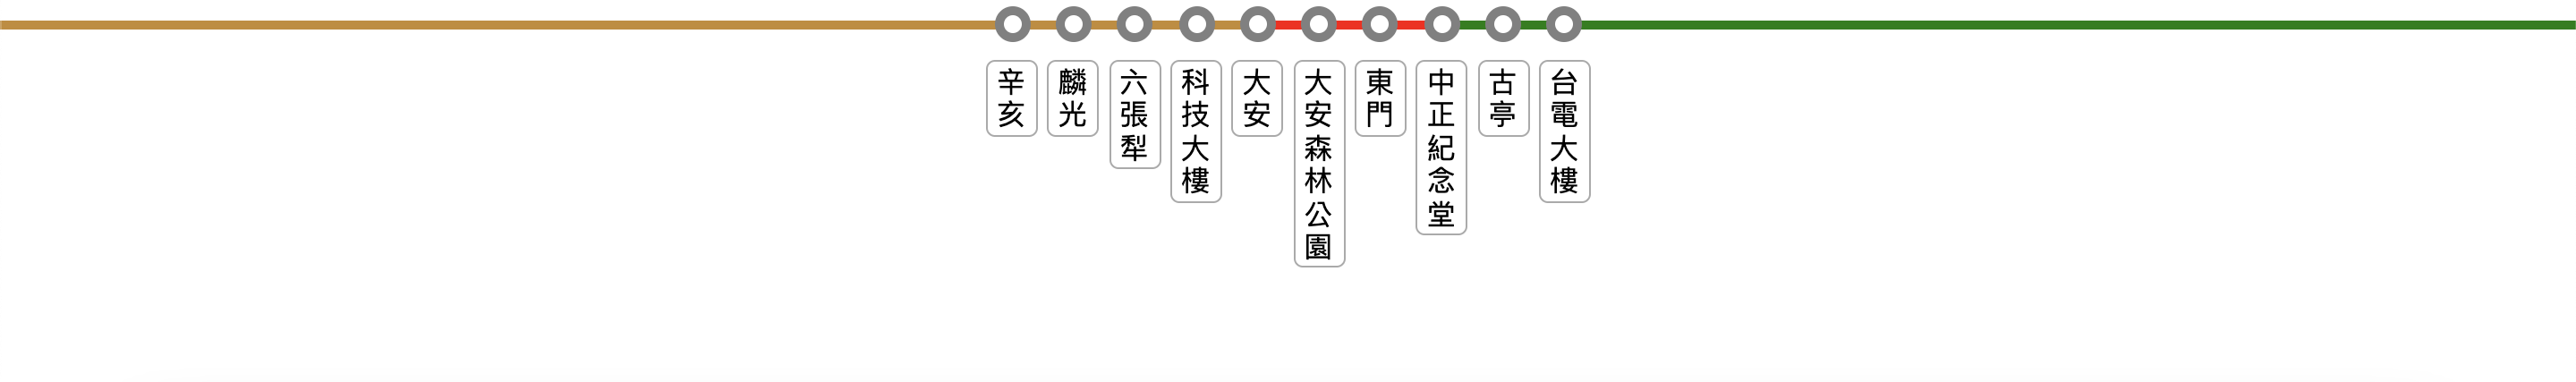 辛亥
麟光
六張犁
科技大樓
大安
大安森林公園
東門
中正紀念堂
古亭
台電大樓